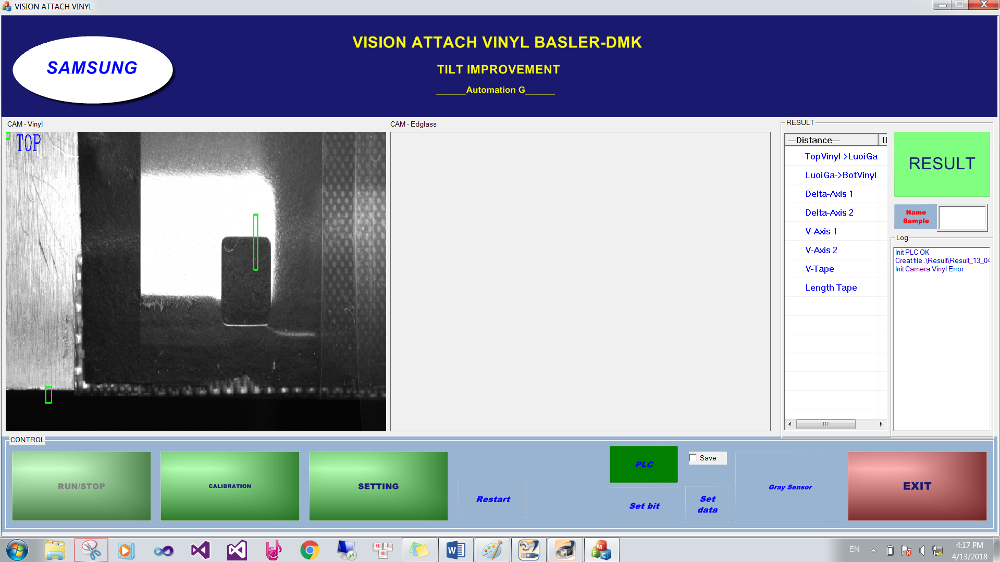 VISION ATTACH VINYL
SAMSUNG
VISION ATTACH VINYL BASLER-DMK
TILT IMPROVEMENT
______Automation G______
CAM - Vinyl
TOP
CAM - Edglass
RESULT
---Distance---
U
TopVinyl->LuoiGa
LuoiGa->BotVinyl
Delta-Axis 1
Delta-Axis 2
V-Axis 1
V-Axis 2
V-Tape
Length Tape
RESULT
Name
Sample
Log
Init PLC OK
Creat file .\Result\Result_13_04
Init Camera Vinyl Error
CONTROL
RUN/STOP
CALIBRATION
SETTING
Restart
PLC
Set bit
Save
Set
data
Gray Sensor
EXIT
EN
4:17 PM
4/13/2018